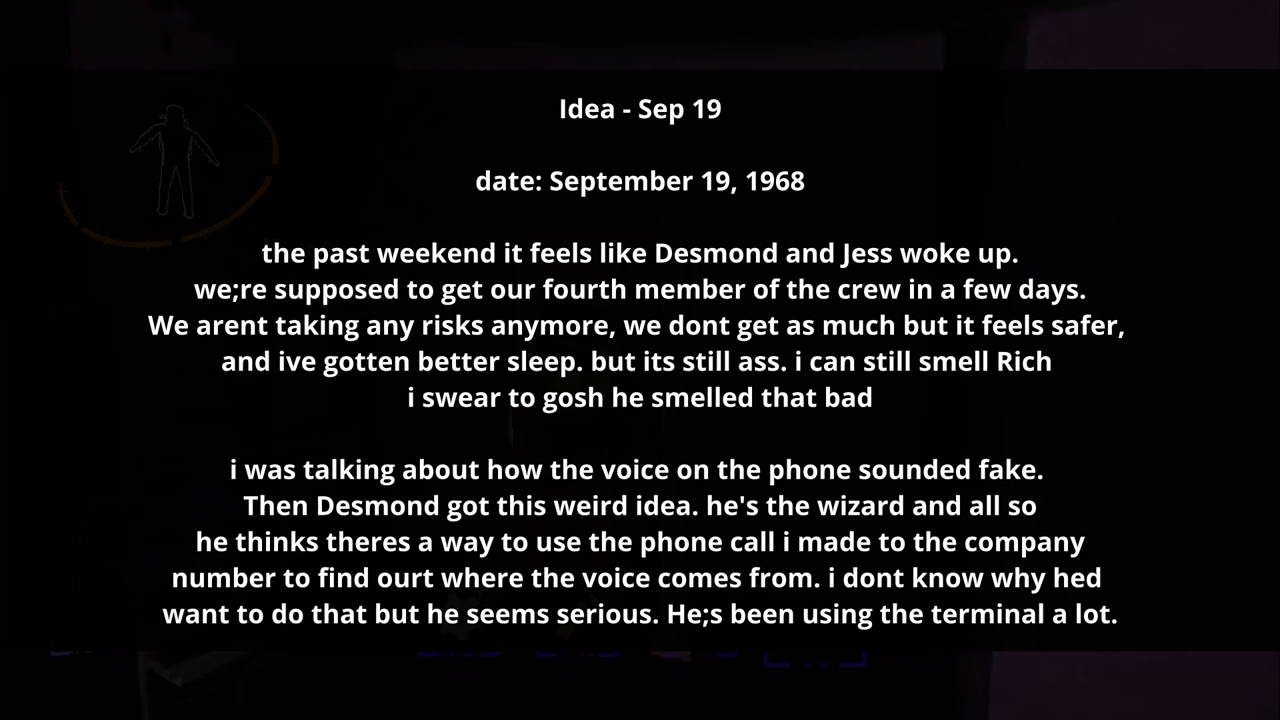 Idea - Sep 19
date: September 19, 1968
the past weekend it feels like Desmond and Jess woke up.
we;re supposed to get our fourth member of the crew in a few days.
We arent taking any risks anymore, we dont get as much but it feels safer,
and ive gotten better sleep. but its still ass. i can still smell Rich
i swear to gosh he smelled that bad
i was talking about how the voice on the phone sounded fake.
Then Desmond got this weird idea. he's the wizard and all so
he thinks theres a way to use the phone call i made to the company
number to find ourt where the voice comes from. i dont know why hed
want to do that but he seems serious. He;s been using the terminal a lot.